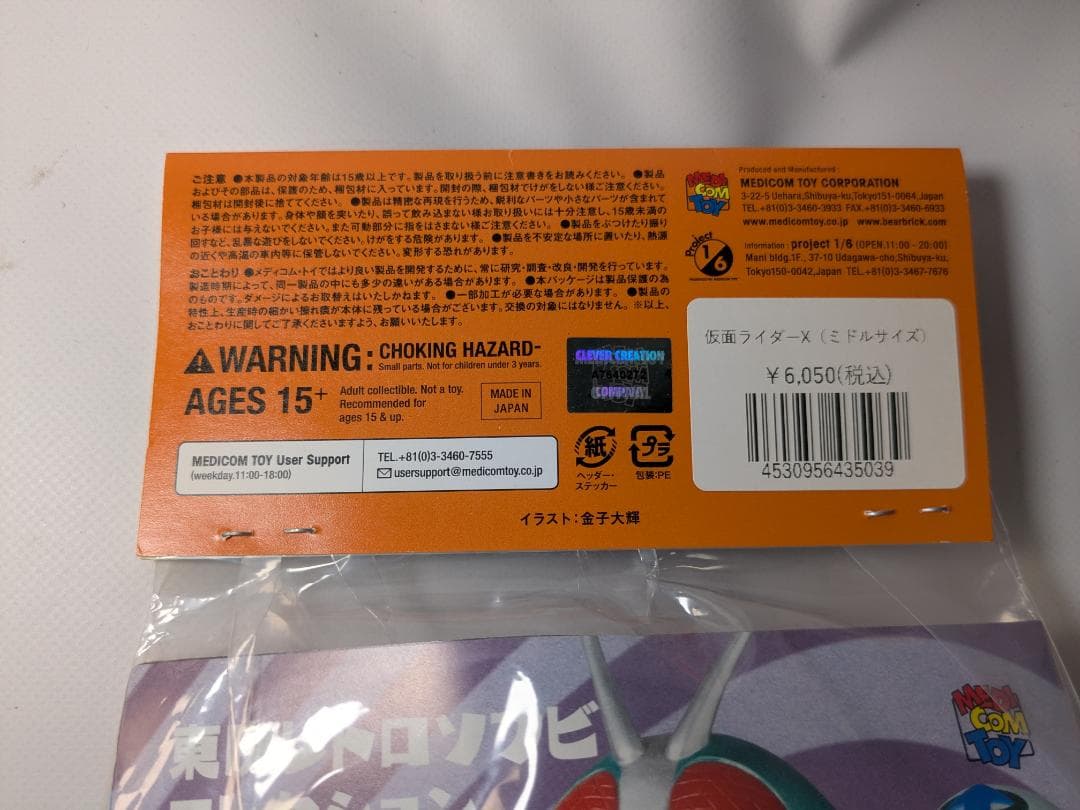 ご注意 ●本製品の対象年齢は15歳以上です。製品を取り扱う前に注意書きをお読みください。 ●製品
およびその部品は、保護のため、梱包材に入っています。開封の際、梱包材でけがをしない様ご注意ください。
梱包材は開封後に捨ててください。 ●製品は精密な再現を行うため、鋭利なパーツや小さなパーツが含まれて
いる場合があります。身体や顔を突いたり、誤って飲み込まない様お取り扱いには十分注意し、15歳未満の
お子様には与えないでください。また可動部分に指をはさまない様ご注意ください。 ●製品をぶつけたり振り
回すなど、乱暴な遊びをしないでください。けがをする危険があります。 ●製品を不安定な場所に置いたり、熱源
の近くや高温の車内等に保管しないでください。変形する恐れがあります。
おことわり ●メディコム・トイではより良い製品を開発するために、常に研究・調査・改良・開発を行っています。
製造時期によって、同一製品の中にも多少の違いがある場合があります。 ●本パッケージは製品保護の為
のものです。ダメージによるお取替えはいたしかねます。 ●一部加工が必要な場合があります。 ●製品の
特性上、生産時の細かい擦れ痕が本体に残っている場合がございます。交換の対象にはなりません。※以上、
おことわりに関してご了承くださいますよう、お願いいたします。
WARNING : CHOKING HAZARD-
Small parts. Not for children under 3 years.
AGES 15+
Adult collectible. Not a toy.
Recommended for
ages 15 & up.
MADE IN
JAPAN
CLEVER CREATION
A7640272
MEDICOM TOY User Support
(weekday.11:00-18:00)
TEL.+81(0)3-3460-7555
usersupport@medicomtoy.co.jp
紙
ヘッダー・
ステッカー
プラ
包装:PE
イラスト:金子大輝
MEDI
COM
TOY
Produced and Manufactured
MEDICOM TOY CORPORATION
3-22-5 Uehara,Shibuya-ku,Tokyo151-0064,Japan
TEL.+81(0)3-3460-3933 FAX.+81(0)3-3460-5933
www.medicomtoy.co.jp www.bearbrick.com
Project
1/6
Information : project 1/6 (OPEN.11:00 - 20:00)
Mani bldg.1F., 37-10 Udagawa-cho,Shibuya-ku,
Tokyo150-0042,Japan TEL.+81(0)3-3467-7676
仮面ライダーX（ミドルサイズ）
￥6,050(税込)
4530956435039
東映レトロソフビ
コレクション
MEDI
COM
TOY